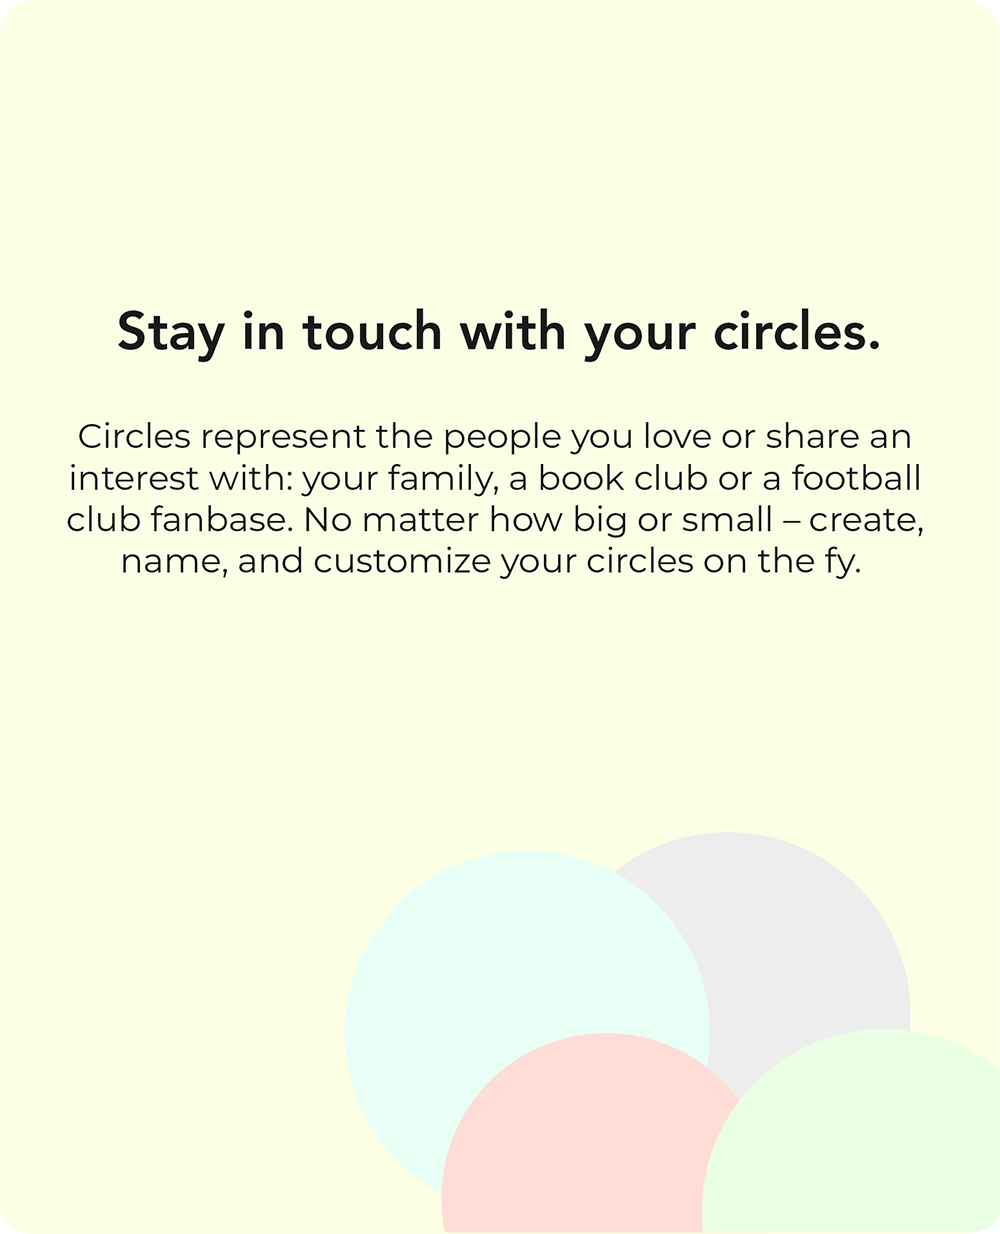 Stay in touch with your circles.
Circles represent the people you love or share an
interest with: your family, a book club or a football
club fanbase. No matter how big or small – create,
name, and customize your circles on the fy.